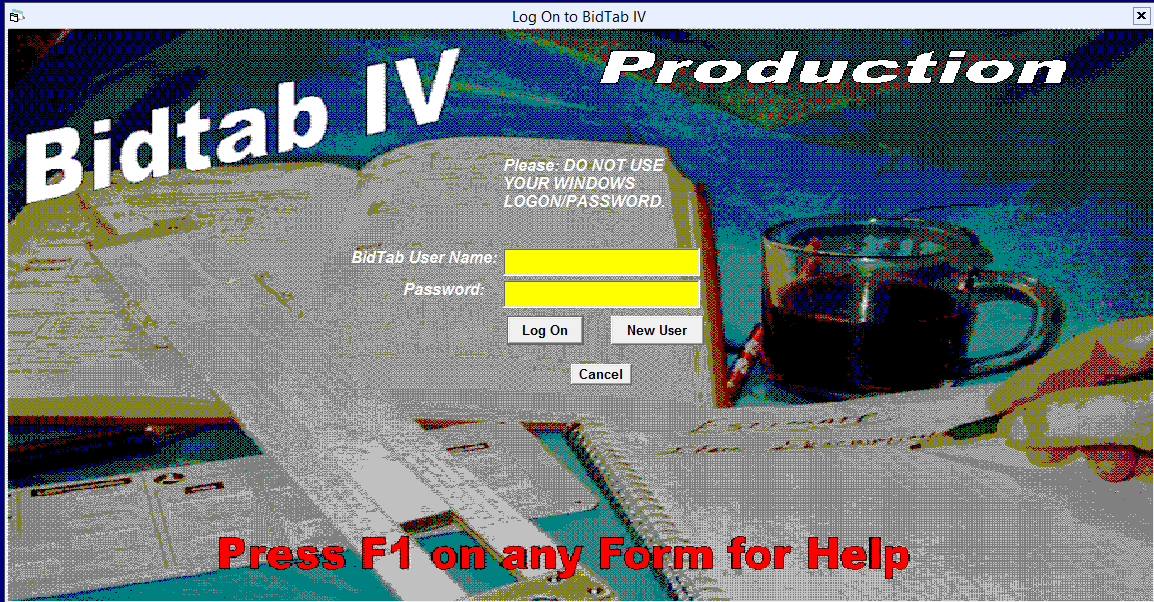 Log On to BidTab IV
Bidtab IV
Production
Please: DO NOT USE
YOUR WINDOWS
LOGON/PASSWORD.
BidTab User Name:
Password:
Log On
New User
Cancel
Press F1 on any Form for Help